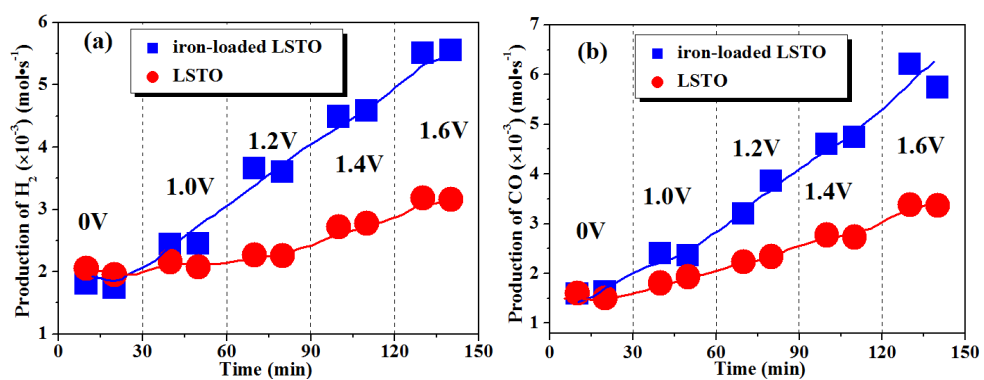 (a)
iron-loaded LSTO
LSTO
0V
1.0V
1.2V
1.4V
1.6V
Production of H2 (×10-3) (mol•s-1)
1
2
3
4
5
6
0
30
60
90
120
150
Time (min)
(b)
iron-loaded LSTO
LSTO
0V
1.0V
1.2V
1.4V
1.6V
Production of CO (×10-3) (mol•s-1)
1
2
3
4
5
6
7
0
30
60
90
120
150
Time (min)